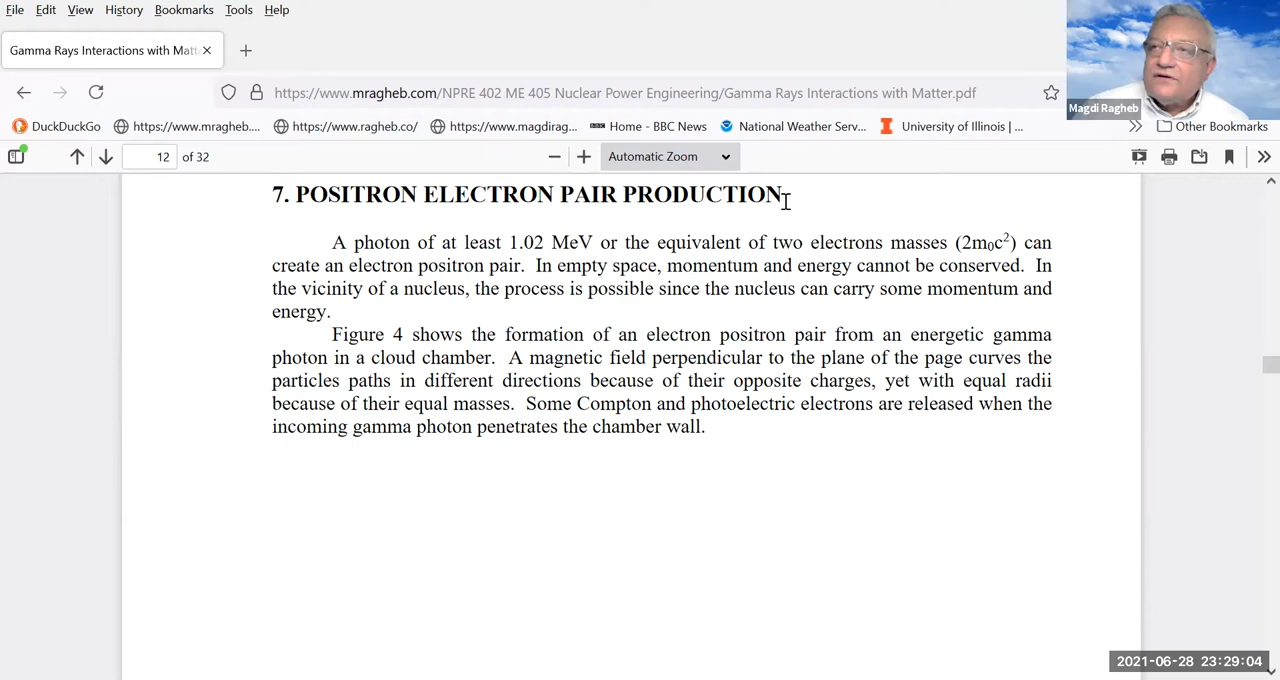 File Edit View History Bookmarks Tools Help
Gamma Rays Interactions with Matt
https://www.mragheb.com/NPRE 402 ME 405 Nuclear Power Engineering/Gamma Rays Interactions with Matter.pdf
Magdi Ragheb
DuckDuckGo https://www.mragheb.... https://www.ragheb.co/ https://www.magdirag... Home - BBC News National Weather Serv... University of Illinois |... Other Bookmarks
12 of 32 Automatic Zoom
7. POSITRON ELECTRON PAIR PRODUCTION
A photon of at least 1.02 MeV or the equivalent of two electrons masses (2m₀c²) can
create an electron positron pair. In empty space, momentum and energy cannot be conserved. In
the vicinity of a nucleus, the process is possible since the nucleus can carry some momentum and
energy.
Figure 4 shows the formation of an electron positron pair from an energetic gamma
photon in a cloud chamber. A magnetic field perpendicular to the plane of the page curves the
particles paths in different directions because of their opposite charges, yet with equal radii
because of their equal masses. Some Compton and photoelectric electrons are released when the
incoming gamma photon penetrates the chamber wall.
2021-06-28 23:29:04